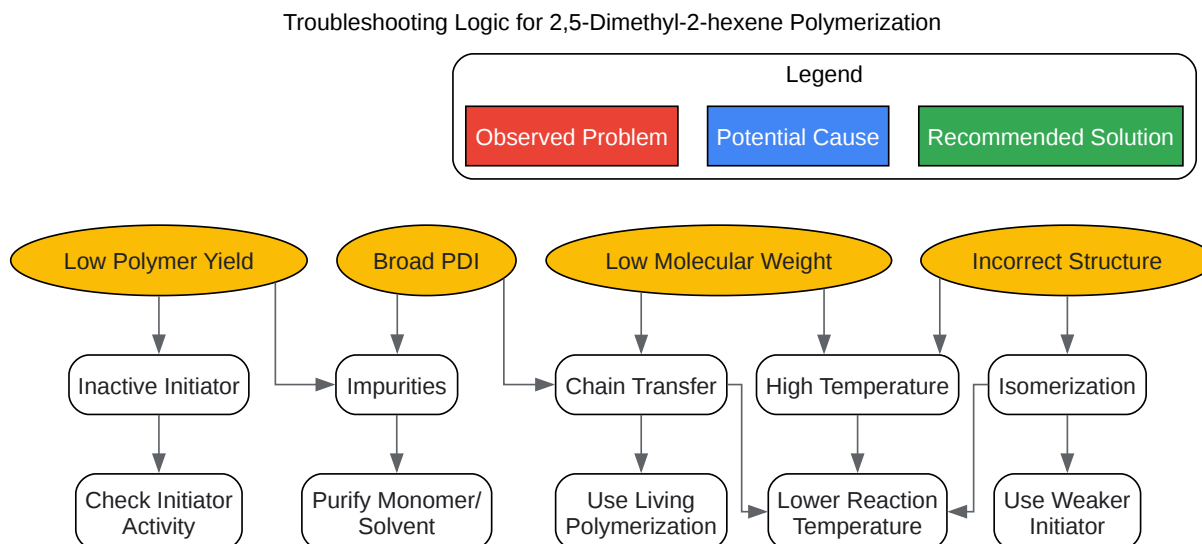 Troubleshooting Logic for 2,5-Dimethyl-2-hexene Polymerization
Legend
Observed Problem
Potential Cause
Recommended Solution
Low Polymer Yield
Broad PDI
Low Molecular Weight
Incorrect Structure
Inactive Initiator
Impurities
Chain Transfer
High Temperature
Isomerization
Check Initiator
Activity
Purify Monomer/
Solvent
Use Living
Polymerization
Lower Reaction
Temperature
Use Weaker
Initiator